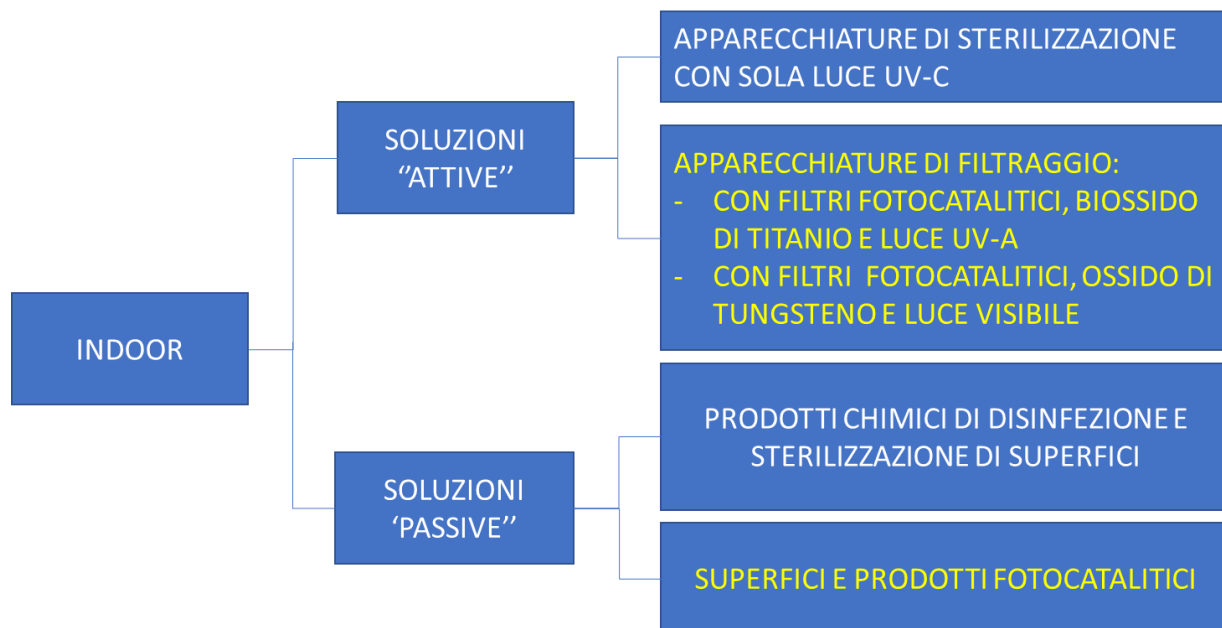 APPARECCHIATURE DI STERILIZZAZIONE
CON SOLA LUCE UV-C
SOLUZIONI
‘’ATTIVE’’
APPARECCHIATURE DI FILTRAGGIO:
- CON FILTRI FOTOCATALITICI, BIOSSIDO
DI TITANIO E LUCE UV-A
- CON FILTRI FOTOCATALITICI, OSSIDO DI
TUNGSTENO E LUCE VISIBILE
INDOOR
PRODOTTI CHIMICI DI DISINFEZIONE E
STERILIZZAZIONE DI SUPERFICI
SOLUZIONI
‘PASSIVE’’
SUPERFICI E PRODOTTI FOTOCATALITICI